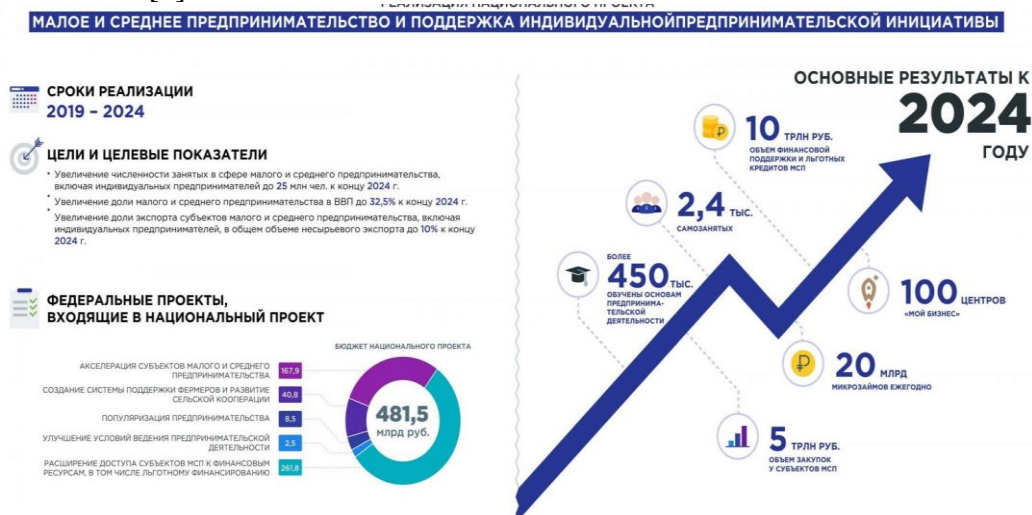 РЕАЛИЗАЦИЯ НАЦИОНАЛЬНОГО ПРОЕКТА
МАЛОЕ И СРЕДНЕЕ ПРЕДПРИНИМАТЕЛЬСТВО И ПОДДЕРЖКА ИНДИВИДУАЛЬНОЙПРЕДПРИНИМАТЕЛЬСКОЙ ИНИЦИАТИВЫ
СРОКИ РЕАЛИЗАЦИИ
2019 – 2024
ЦЕЛИ И ЦЕЛЕВЫЕ ПОКАЗАТЕЛИ
• Увеличение численности занятых в сфере малого и среднего предпринимательства,
включая индивидуальных предпринимателей до 25 млн чел. к концу 2024 г.
• Увеличение доли малого и среднего предпринимательства в ВВП до 32,5% к концу 2024 г.
• Увеличение доли экспорта субъектов малого и среднего предпринимательства, включая
индивидуальных предпринимателей, в общем объеме несырьевого экспорта до 10% к концу
2024 г.
ФЕДЕРАЛЬНЫЕ ПРОЕКТЫ,
ВХОДЯЩИЕ В НАЦИОНАЛЬНЫЙ ПРОЕКТ
БЮДЖЕТ НАЦИОНАЛЬНОГО ПРОЕКТА
АКСЕЛЕРАЦИЯ СУБЪЕКТОВ МАЛОГО И СРЕДНЕГО
ПРЕДПРИНИМАТЕЛЬСТВА
167,9
СОЗДАНИЕ СИСТЕМЫ ПОДДЕРЖКИ ФЕРМЕРОВ И РАЗВИТИЕ
СЕЛЬСКОЙ КООПЕРАЦИИ
40,8
ПОПУЛЯРИЗАЦИЯ ПРЕДПРИНИМАТЕЛЬСТВА
8,5
УЛУЧШЕНИЕ УСЛОВИЙ ВЕДЕНИЯ ПРЕДПРИНИМАТЕЛЬСКОЙ
ДЕЯТЕЛЬНОСТИ
2,5
РАСШИРЕНИЕ ДОСТУПА СУБЪЕКТОВ МСП К ФИНАНСОВЫМ
РЕСУРСАМ, В ТОМ ЧИСЛЕ ЛЬГОТНОМУ ФИНАНСИРОВАНИЮ
261,8
481,5
млрд руб.
ОСНОВНЫЕ РЕЗУЛЬТАТЫ К
2024
ГОДУ
10 ТРЛН РУБ.
ОБЪЕМ ФИНАНСОВОЙ
ПОДДЕРЖКИ И ЛЬГОТНЫХ
КРЕДИТОВ МСП
2,4 ТЫС.
САМОЗАНЯТЫХ
БОЛЕЕ
450 ТЫС.
ОБУЧЕНЫ ОСНОВАМ
ПРЕДПРИНИМА-
ТЕЛЬСКОЙ
ДЕЯТЕЛЬНОСТИ
100 ЦЕНТРОВ
«МОЙ БИЗНЕС»
20 МЛРД
МИКРОЗАЙМОВ ЕЖЕГОДНО
5 ТРЛН РУБ.
ОБЪЕМ ЗАКУПОК
У СУБЪЕКТОВ МСП